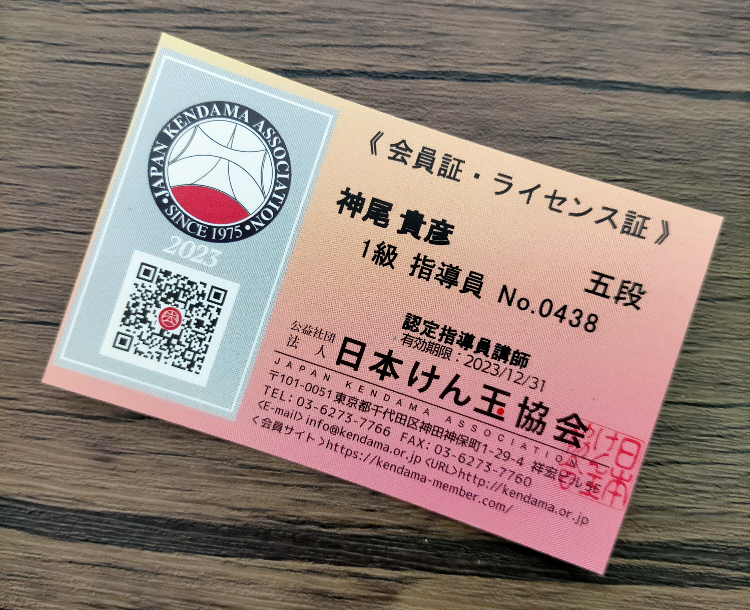 JAPAN KENDAMA ASSOCIATION
SINCE 1975
2023
《 会員証・ライセンス証 》
神尾 貴彦
五段
1級 指導員 No.0438
認定指導員講師
有効期限：2023/12/31
公益社団
法人
日本けん玉協会
JAPAN KENDAMA ASSOCIATION
〒101-0051 東京都千代田区神田神保町1-29-4 祥宏ビル 5F
TEL: 03-6273-7766 FAX: 03-6273-7760
<E-mail> info@kendama.or.jp <URL> http://kendama.or.jp
<会員サイト> https://kendama-member.com/